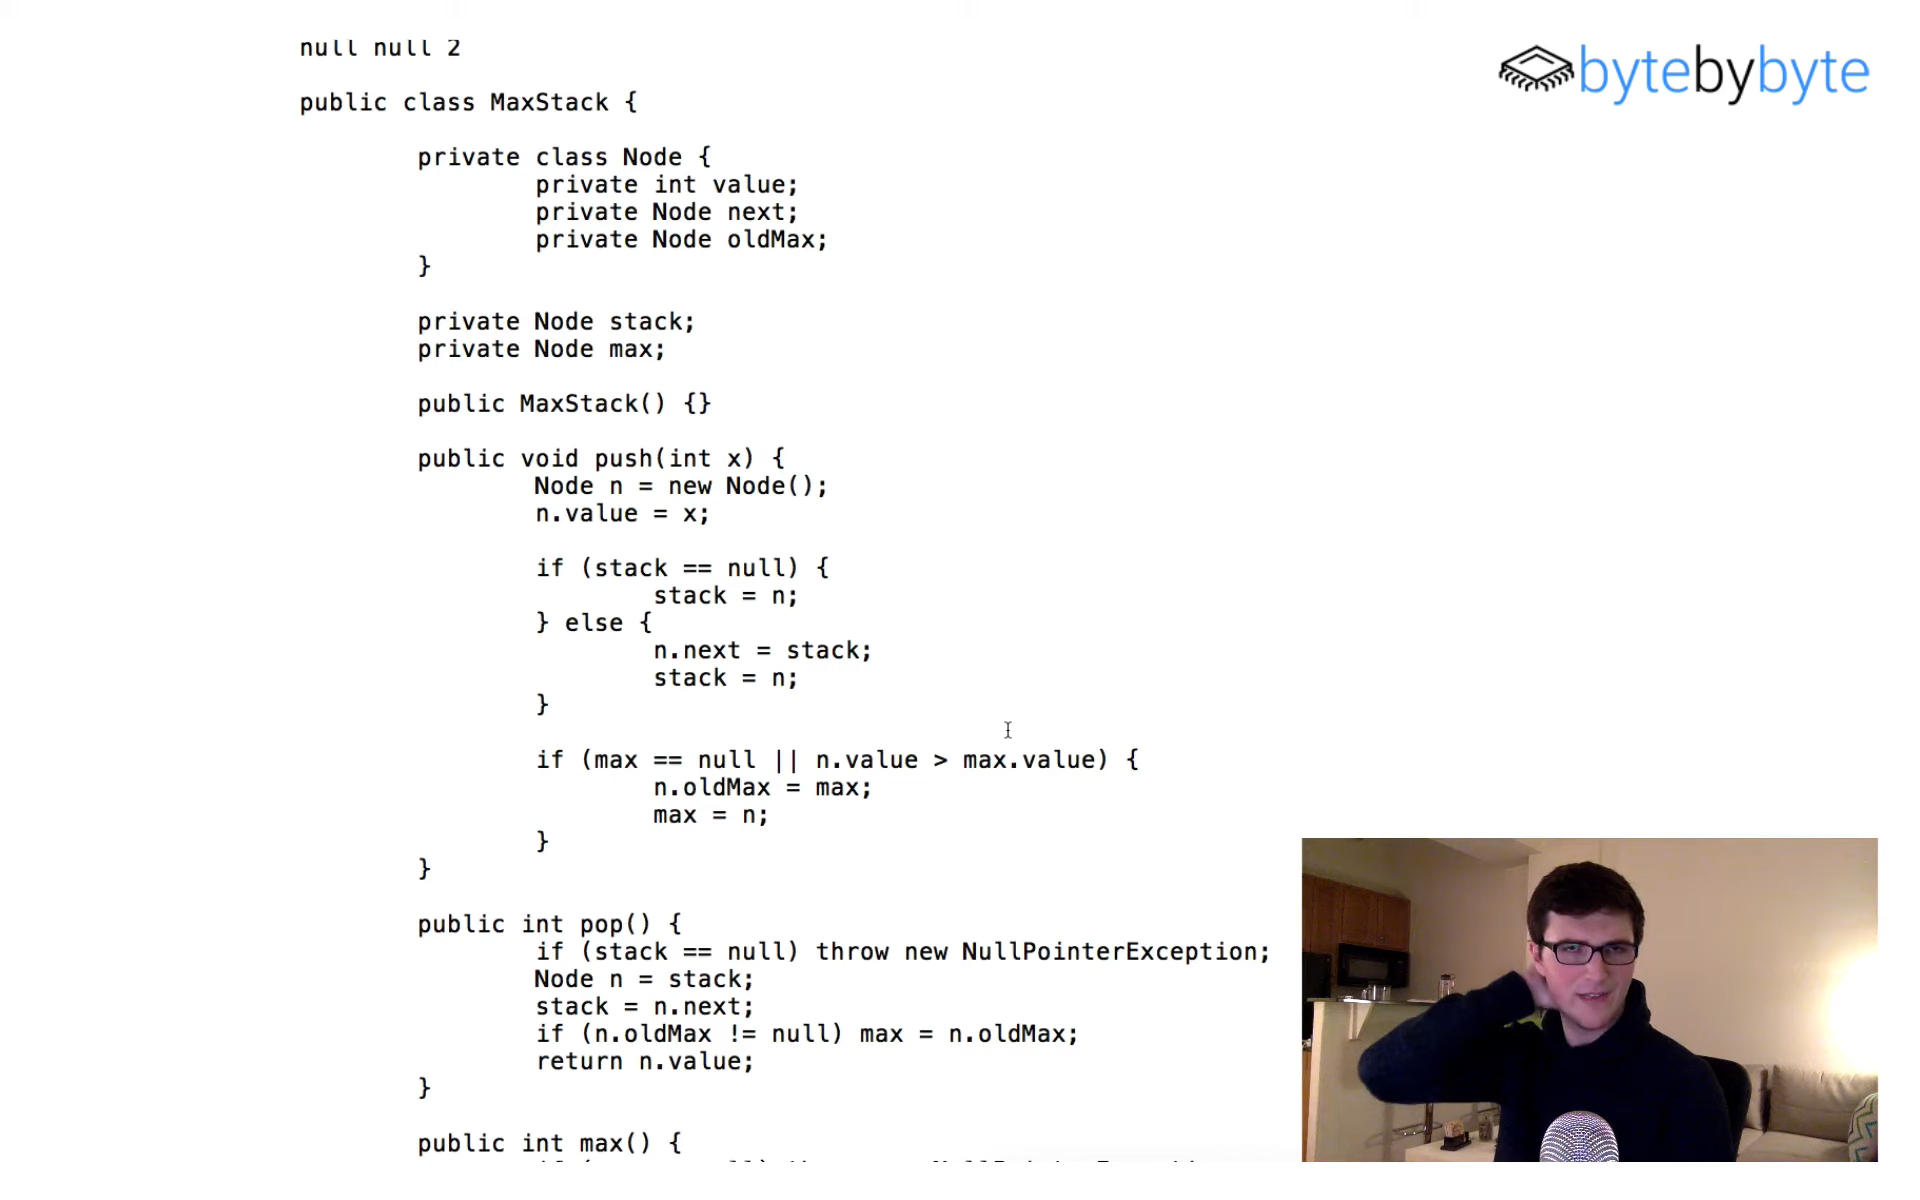 null null 2
bytebybyte
public class MaxStack {
private class Node {
private int value;
private Node next;
private Node oldMax;
}
private Node stack;
private Node max;
public MaxStack() {}
public void push(int x) {
Node n = new Node();
n.value = x;
if (stack == null) {
stack = n;
} else {
n.next = stack;
stack = n;
}
if (max == null || n.value > max.value) {
n.oldMax = max;
max = n;
}
}
public int pop() {
if (stack == null) throw new NullPointerException;
Node n = stack;
stack = n.next;
if (n.oldMax != null) max = n.oldMax;
return n.value;
}
public int max() {